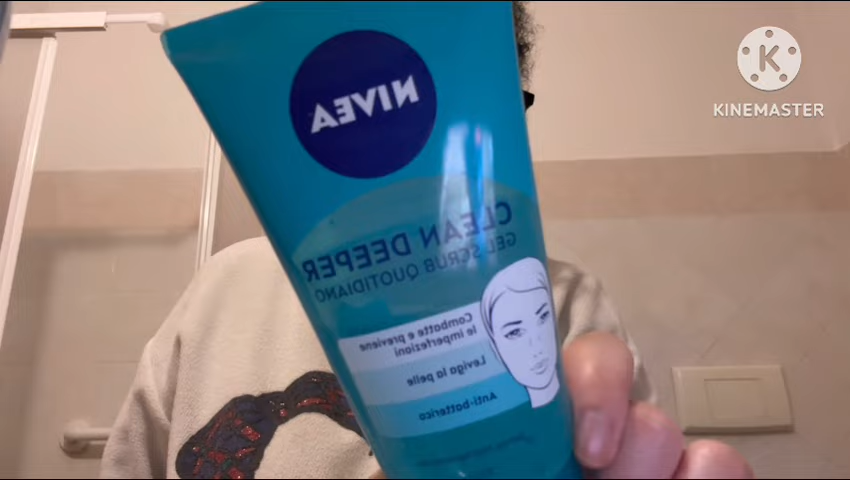 NIVEA
CLEAN DEEPER
GEL SCRUB QUOTIDIANO
Combatte e previene
le imperfezioni
Leviga la pelle
Anti-batterico
K
KINEMASTER